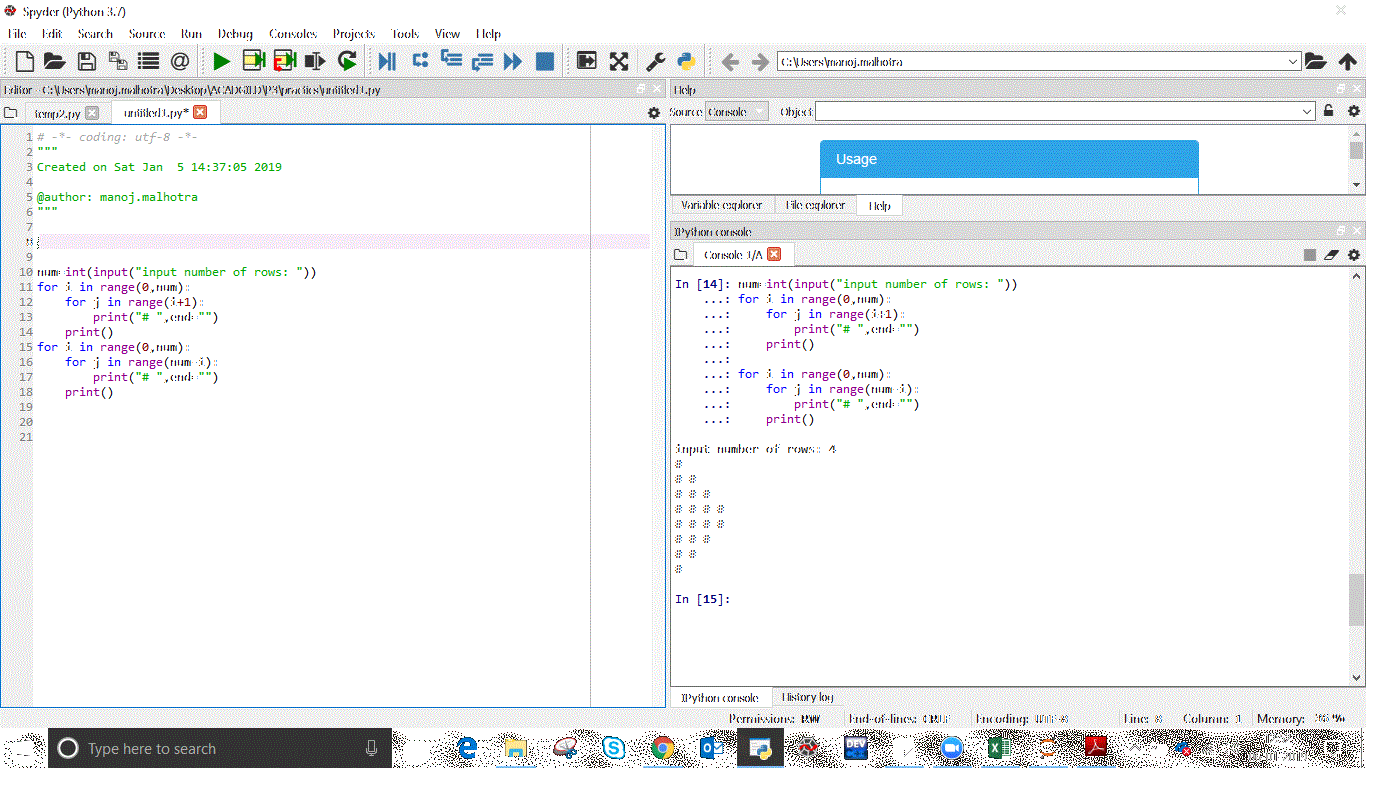 Spyder (Python 3.7)
File Edit Search Source Run Debug Consoles Projects Tools View Help
C:\Users\manoj.malhotra
Editor - C:\Users\manoj.malhotra\Desktop\ACADGILD\P3\practics\untitled1.py
temp2.py untitled1.py*
1 # -*- coding: utf-8 -*-
2 """
3 Created on Sat Jan  5 14:37:05 2019
4
5 @author: manoj.malhotra
6 """
7
8
9
10 num=int(input("input number of rows: "))
11 for i in range(0,num):
12     for j in range(i+1):
13         print("# ",end="")
14     print()
15 for i in range(0,num):
16     for j in range(num-i):
17         print("# ",end="")
18     print()
19
20
21
Help
Source Console Object
Usage
Variable explorer File explorer Help
IPython console
Console 1/A
In [14]: num=int(input("input number of rows: "))
    ...: for i in range(0,num):
    ...:     for j in range(i+1):
    ...:         print("# ",end="")
    ...:     print()
    ...:
    ...: for i in range(0,num):
    ...:     for j in range(num-i):
    ...:         print("# ",end="")
    ...:     print()
input number of rows: 4
#
# #
# # #
# # # #
# # # #
# # #
# #
#
In [15]:
IPython console History log
Permissions: RW End-of-lines: CRLF Encoding: UTF-8 Line: 8 Column: 1 Memory:
Type here to search
DEV